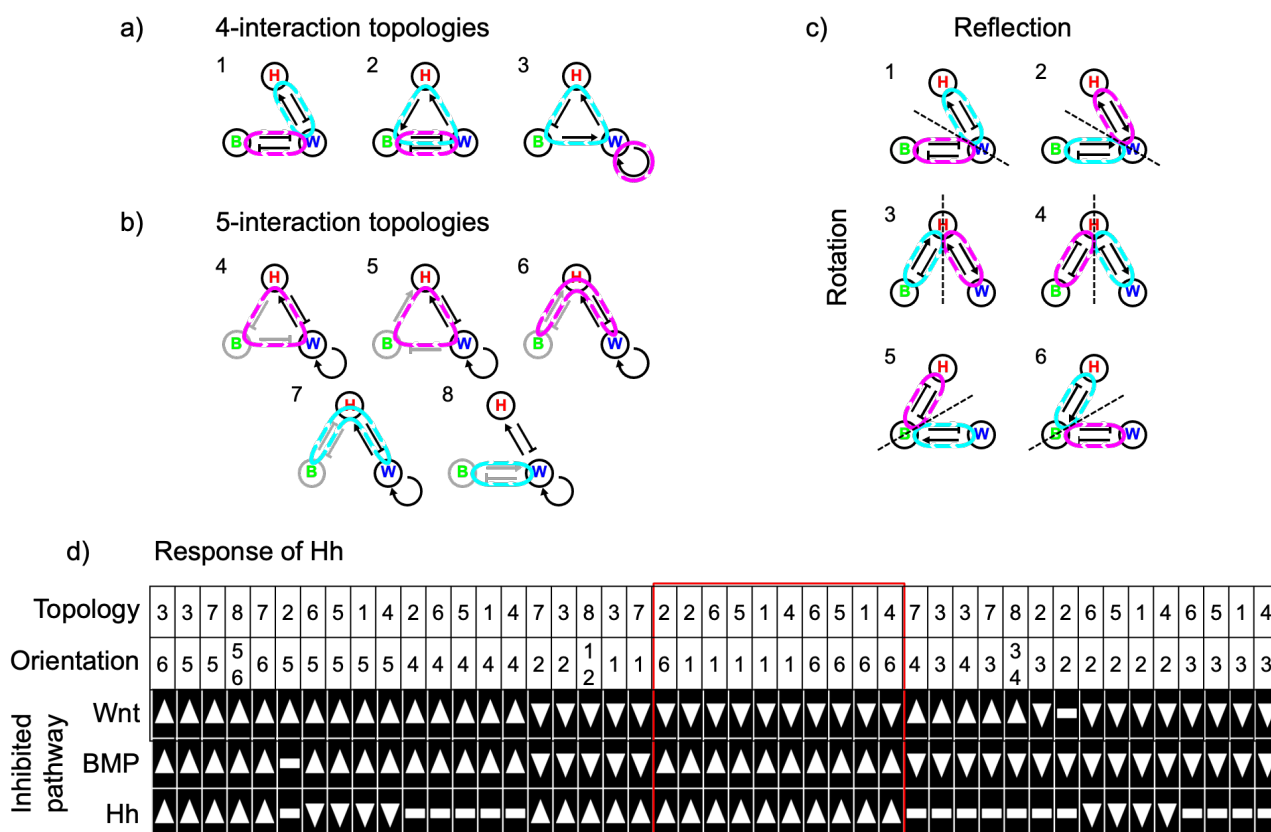 a) 4-interaction topologies
1 2 3
H H H
B W B W B W
b) 5-interaction topologies
4 5 6
H H H
B W B W B W
7 8
H H
B W B W
c) Reflection
Rotation
1 2
H H
B W B W
3 4
H H
B W B W
5 6
H H
B W B W
d) Response of Hh
Topology 3 3 7 8 7 2 6 5 1 4 2 6 5 1 4 7 3 8 3 7 2 2 6 5 1 4 6 5 1 4 7 3 3 7 8 2 2 6 5 1 4 6 5 1 4
Orientation 6 5 5 5 6 6 5 5 5 5 5 4 4 4 4 4 2 2 1 2 1 1 6 1 1 1 1 1 6 6 6 6 4 3 4 3 3 4 3 2 2 2 2 2 3 3 3 3
Inhibited
pathway
Wnt
BMP
Hh